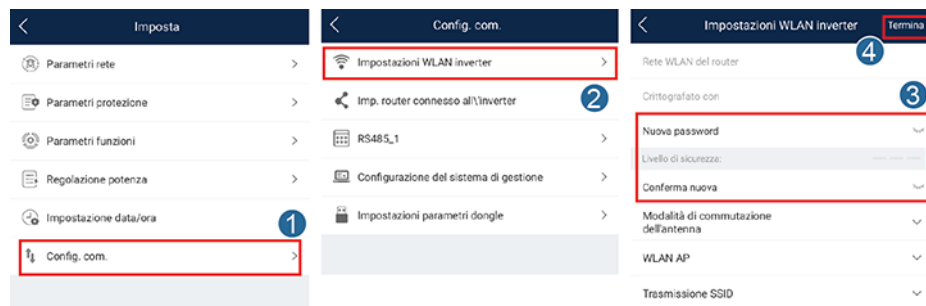 Imposta
Parametri rete
Parametri protezione
Parametri funzioni
Regolazione potenza
Impostazione data/ora
1
Config. com.
Config. com.
Impostazioni WLAN inverter
2
Imp. router connesso all\'inverter
RS485_1
Configurazione del sistema di gestione
Impostazioni parametri dongle
Impostazioni WLAN inverter
Termina
4
Rete WLAN del router
Crittografato con
3
Nuova password
Livello di sicurezza:
Conferma nuova
Modalità di commutazione
dell'antenna
WLAN AP
Trasmissione SSID